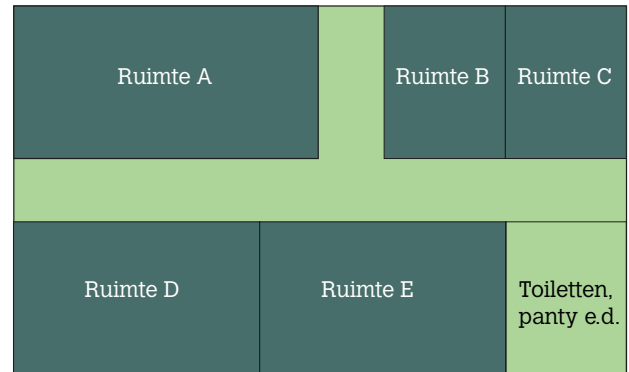 Ruimte A
Ruimte B
Ruimte C
Ruimte D
Ruimte E
Toiletten,
panty e.d.